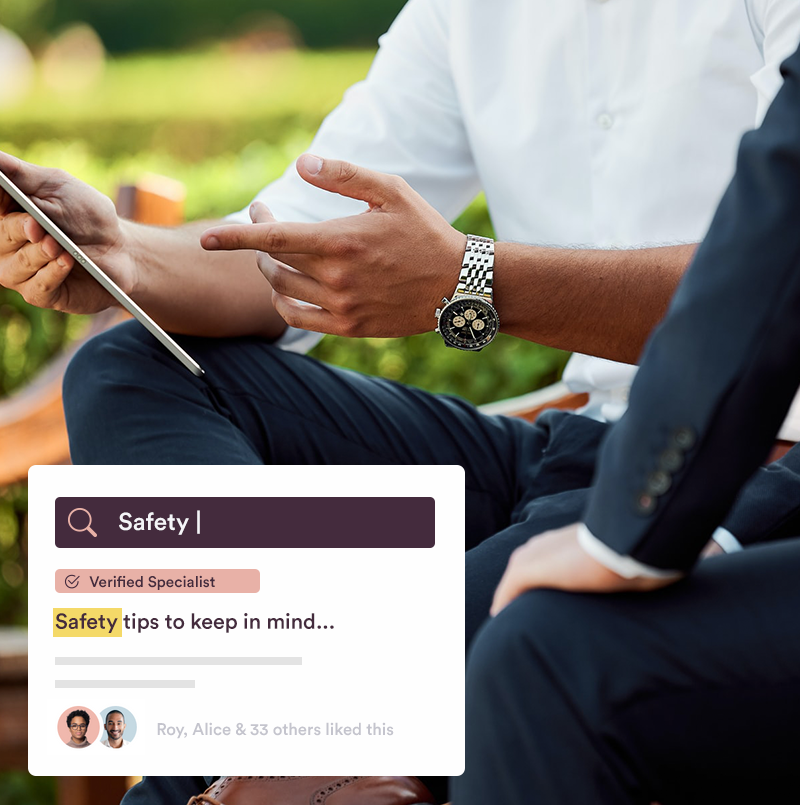 Safety |
Verified Specialist
Safety tips to keep in mind...
Roy, Alice & 33 others liked this